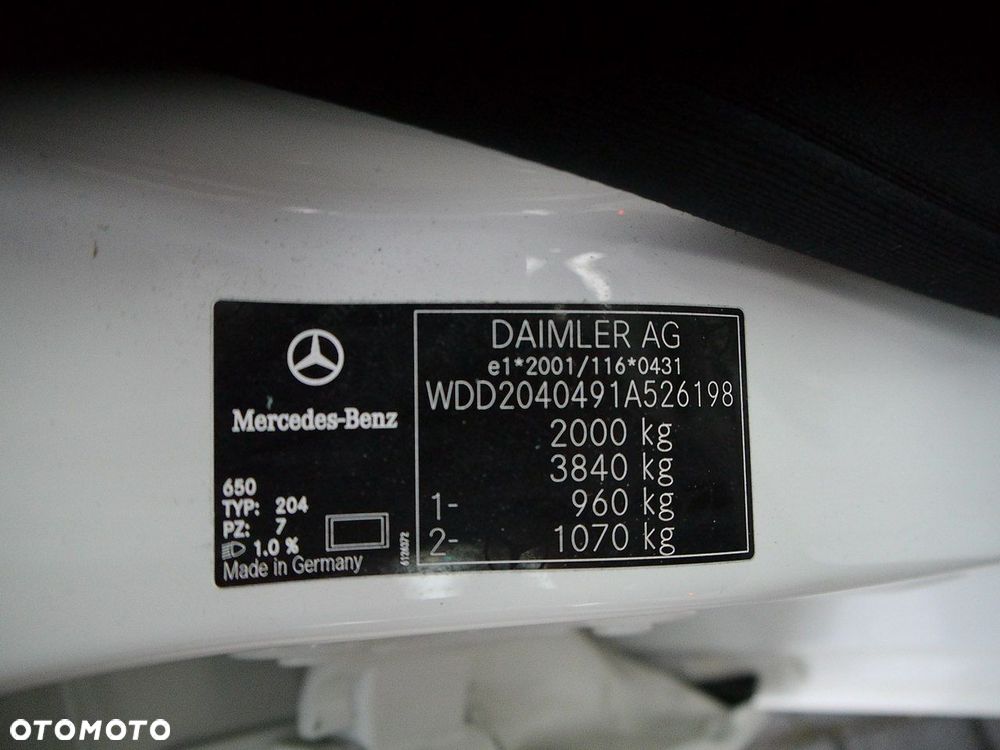 Mercedes-Benz
650
TYP: 204
PZ: 7
1.0 %
Made in Germany
6126572
DAIMLER AG
e1*2001/116*0431
WDD2040491A526198
2000 kg
3840 kg
1- 960 kg
2- 1070 kg
OTOMOTO